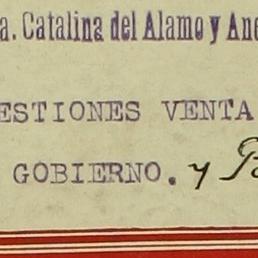 a. Catalina del Alamo y Ane
ESTIONES VENTA
GOBIERNO. y